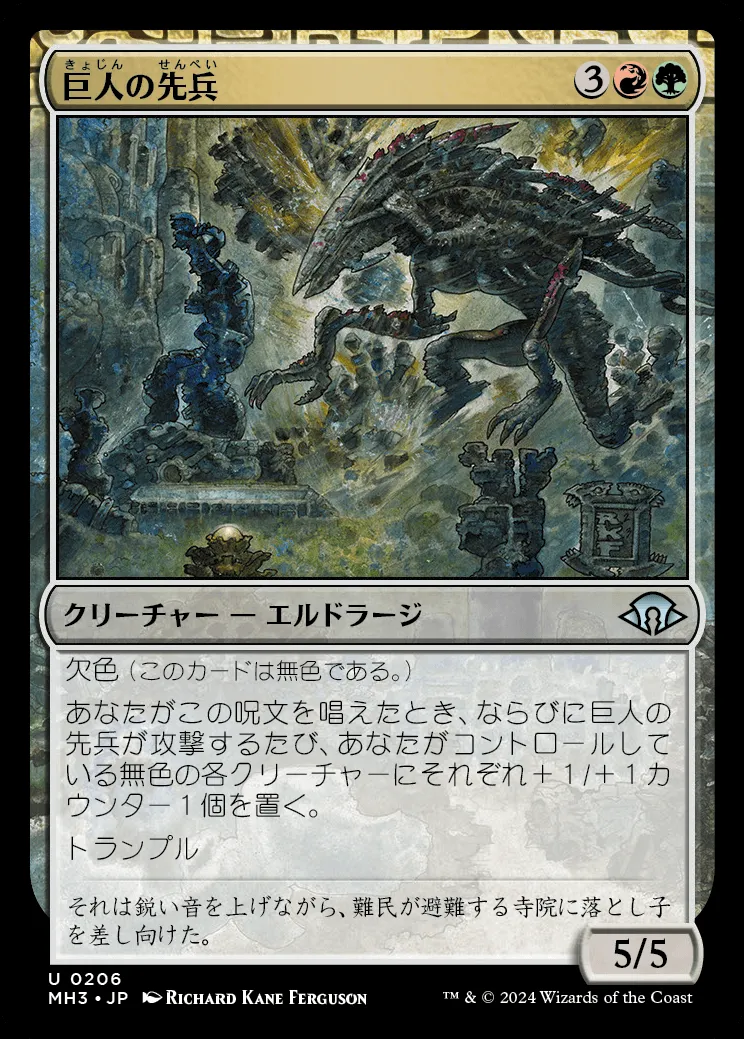 きょじん せんぺい
巨人の先兵
3
クリーチャー — エルドラージ
欠色（このカードは無色である。）
あなたがこの呪文を唱えたとき、ならびに巨人の
先兵が攻撃するたび、あなたがコントロールして
いる無色の各クリーチャーにそれぞれ＋１/＋１カ
ウンター１個を置く。
トランプル
それは鋭い音を上げながら、難民が避難する寺院に落とし子
を差し向けた。
5/5
U 0206
MH3 • JP Richard Kane Ferguson
™ & © 2024 Wizards of the Coast